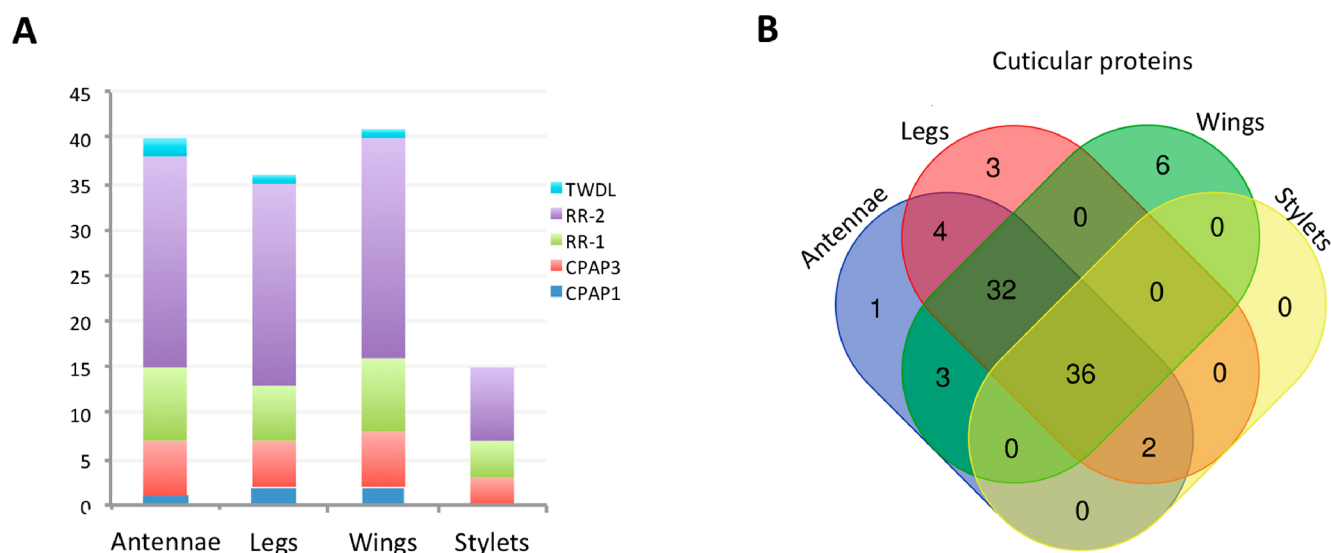 A
45
40
35
30
25
20
15
10
5
0
Antennae Legs Wings Stylets
TWDL
RR-2
RR-1
CPAP3
CPAP1
B
Cuticular proteins
Antennae
Legs
Wings
Stylets
3
6
4
0
0
1
32
0
0
3
36
0
0
2
0